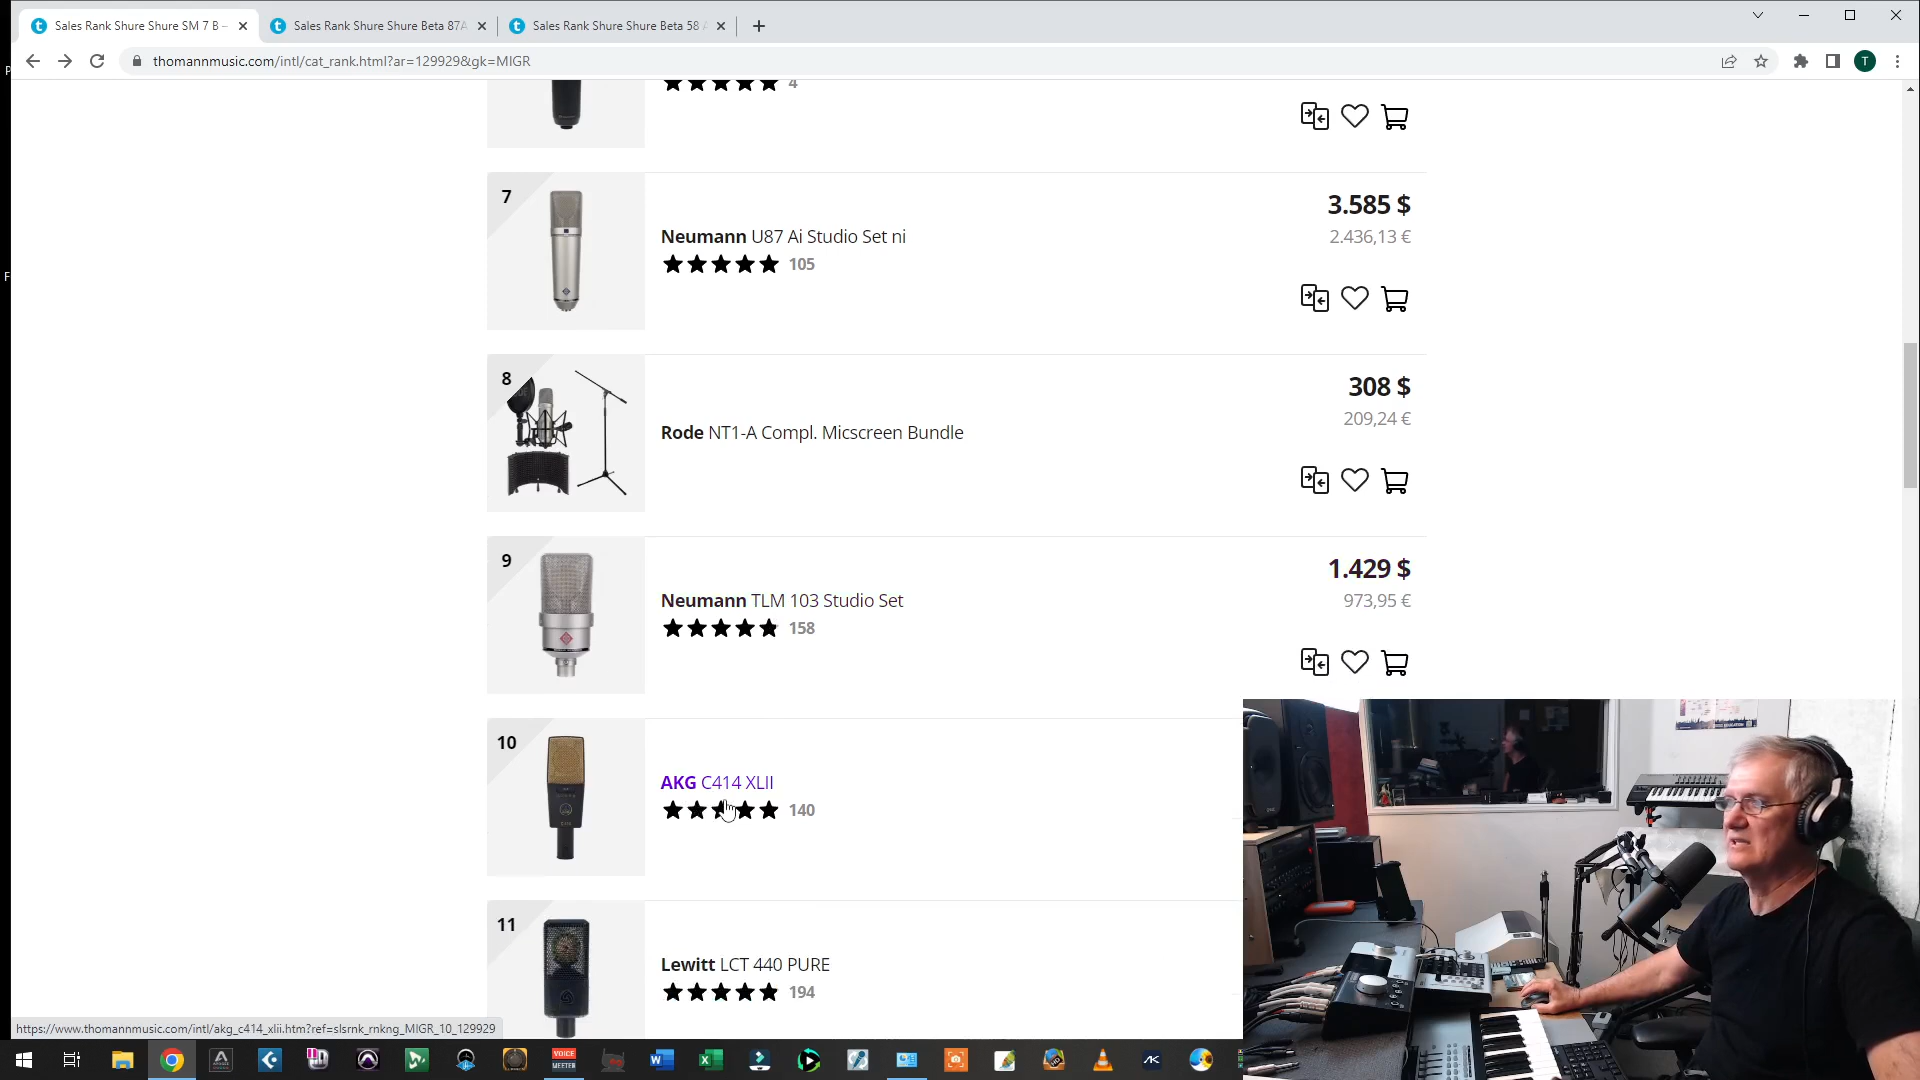 Sales Rank Shure Shure SM 7 B –
Sales Rank Shure Shure Beta 87A
Sales Rank Shure Shure Beta 58 A
thomannmusic.com/intl/cat_rank.html?ar=129929&gk=MIGR
T
4
7
Neumann U87 Ai Studio Set ni
105
3.585 $
2.436,13 €
8
Rode NT1-A Compl. Micscreen Bundle
308 $
209,24 €
9
Neumann TLM 103 Studio Set
158
1.429 $
973,95 €
10
AKG C414 XLII
140
11
Lewitt LCT 440 PURE
194
https://www.thomannmusic.com/intl/akg_c414_xlii.htm?ref=slsrnk_rnkng_MIGR_10_129929
VOICE
MEETER